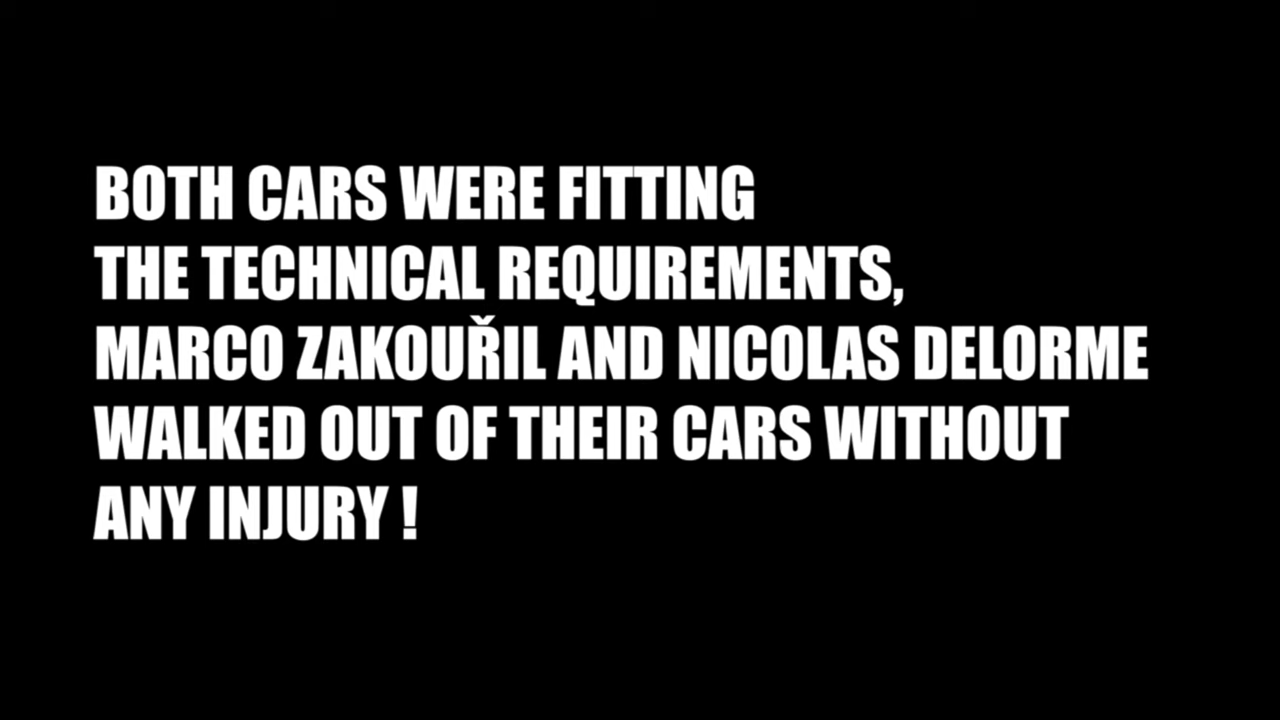 BOTH CARS WERE FITTING
THE TECHNICAL REQUIREMENTS,
MARCO ZAKOUŘIL AND NICOLAS DELORME
WALKED OUT OF THEIR CARS WITHOUT
ANY INJURY !